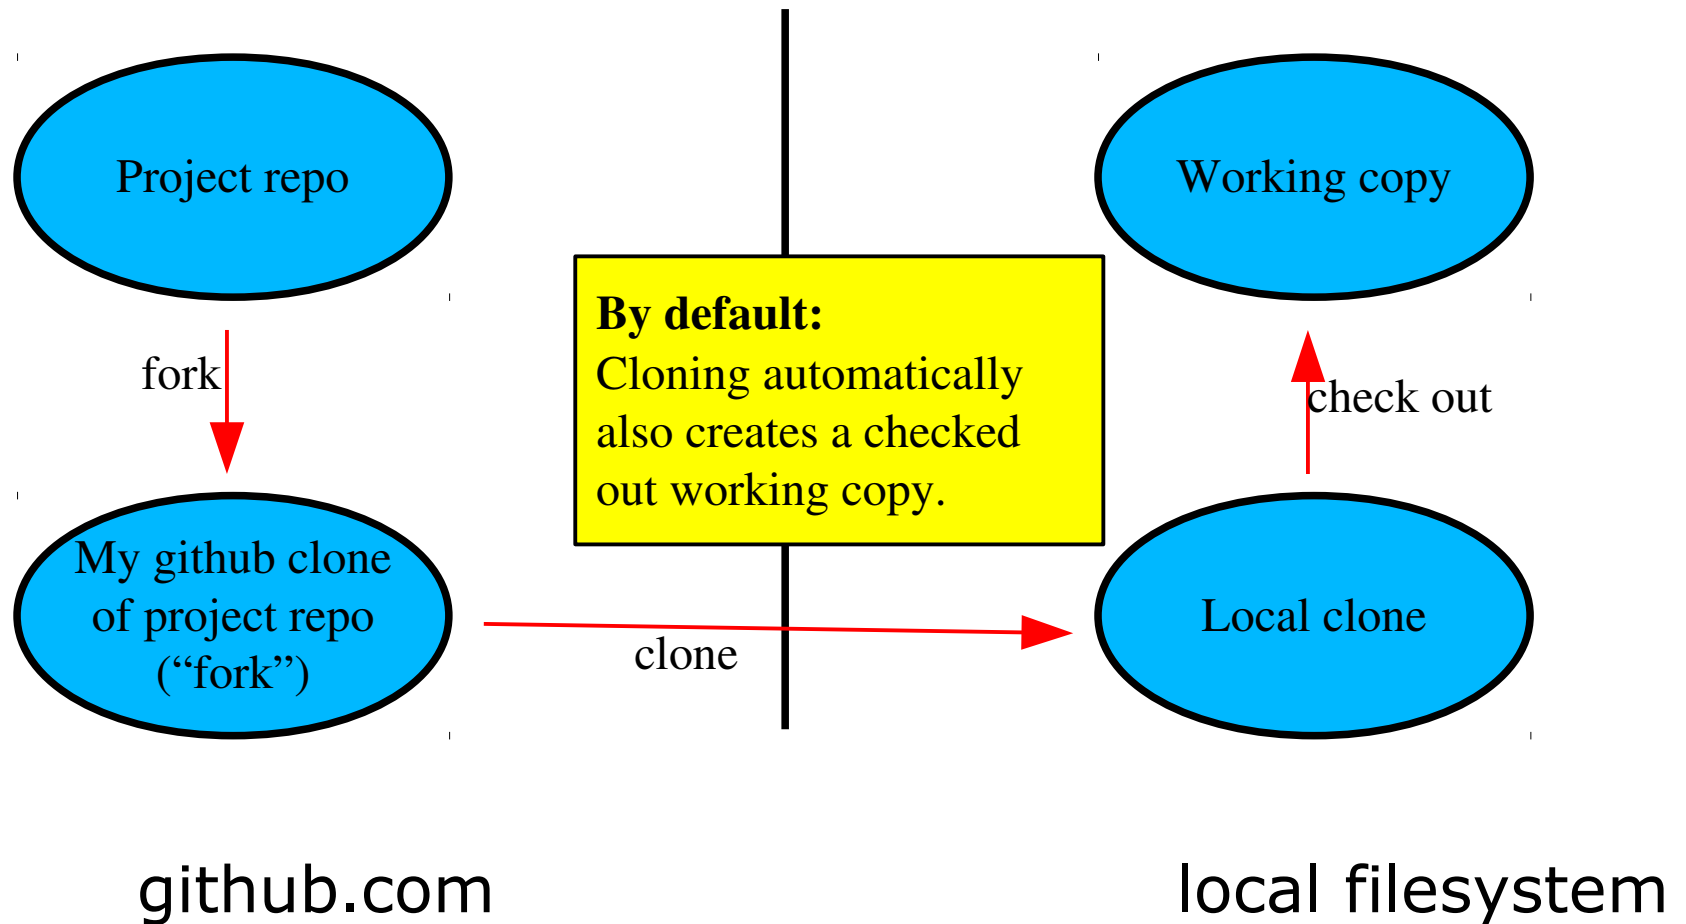 Project repo
Working copy
By default:
Cloning automatically
also creates a checked
out working copy.
fork
check out
My github clone
of project repo
(“fork”)
clone
Local clone
github.com
local filesystem